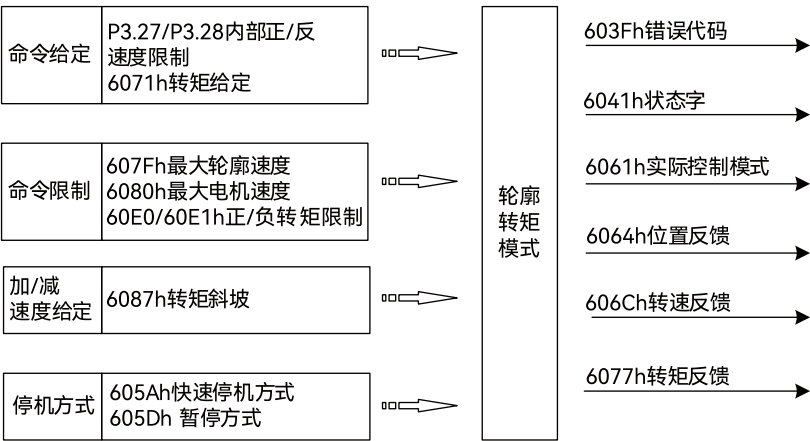 命令给定
P3.27/P3.28内部正/反
速度限制
6071h转矩给定
命令限制
607Fh最大轮廓速度
6080h最大电机速度
60E0/60E1h正/负转矩限制
加/减
速度给定
6087h转矩斜坡
停机方式
605Ah快速停机方式
605Dh 暂停方式
轮廓
转矩
模式
603Fh错误代码
6041h状态字
6061h实际控制模式
6064h位置反馈
606Ch转速反馈
6077h转矩反馈